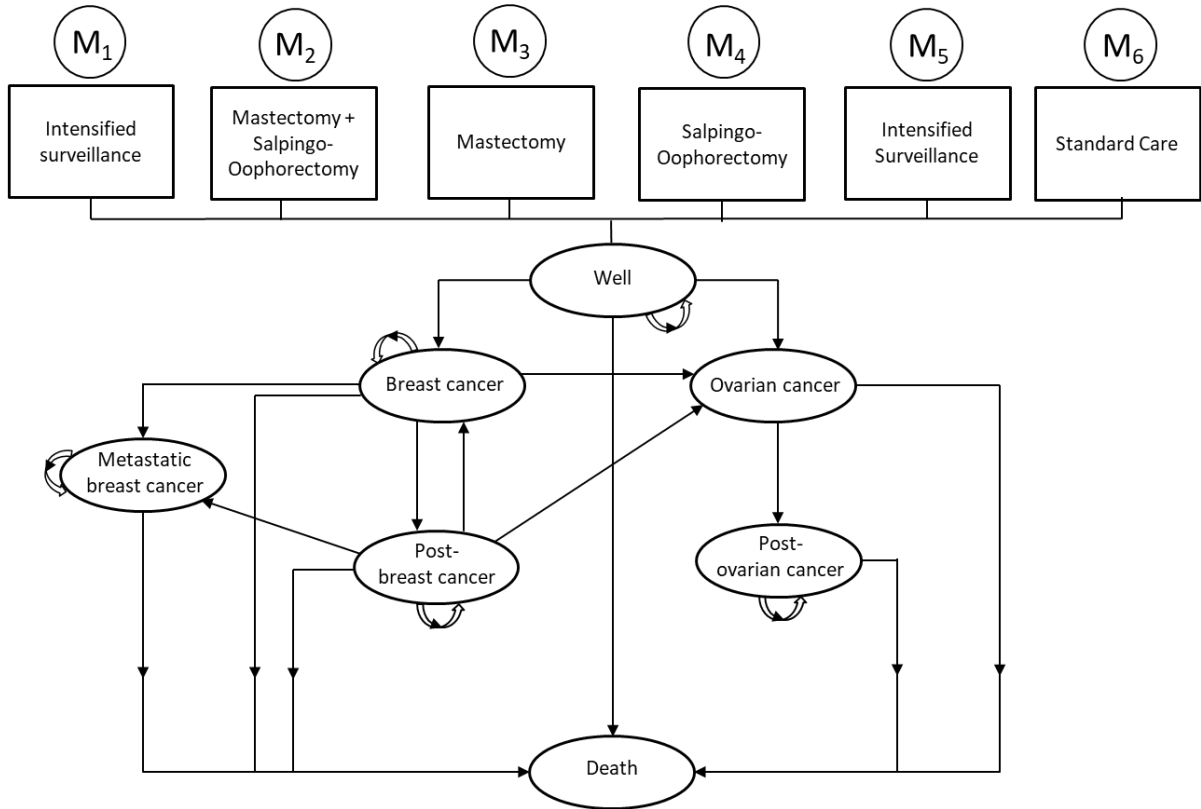 M₁
M₂
M₃
M₄
M₅
M₆
Intensified
surveillance
Mastectomy +
Salpingo-
Oophorectomy
Mastectomy
Salpingo-
Oophorectomy
Intensified
Surveillance
Standard Care
Well
Breast cancer
Ovarian cancer
Metastatic
breast cancer
Post-
breast cancer
Post-
ovarian cancer
Death